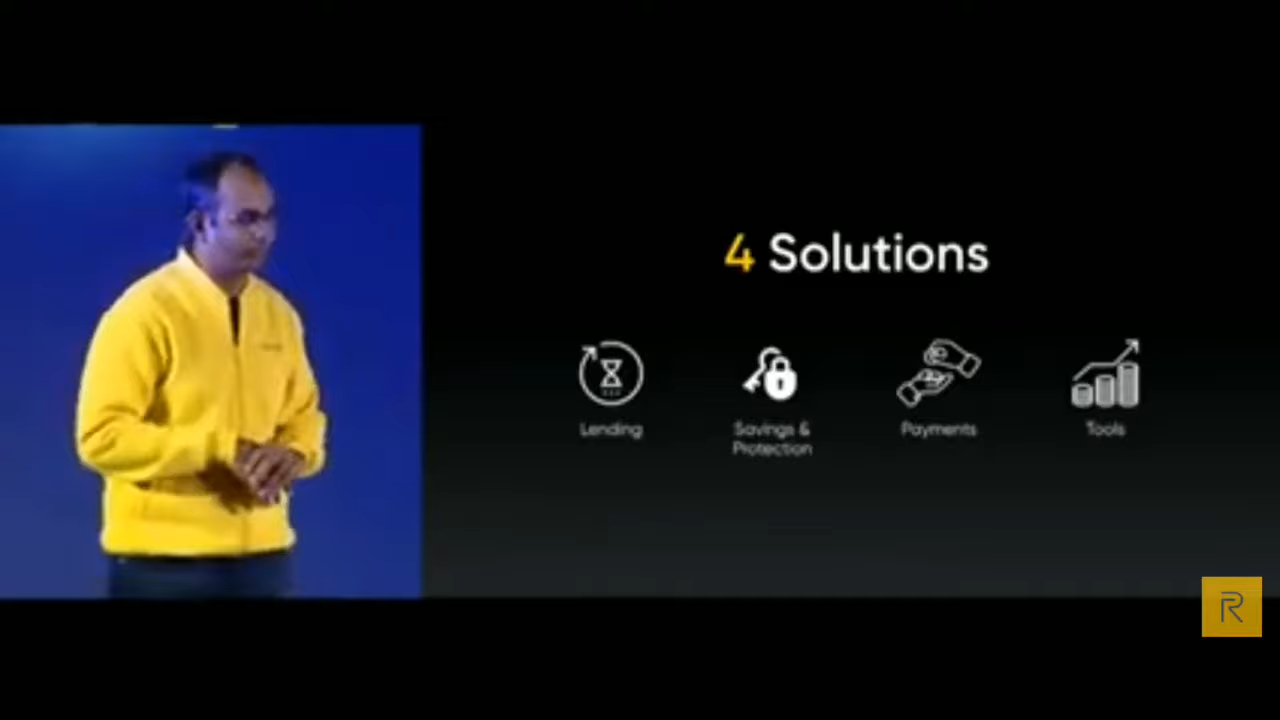 4 Solutions
Lending
Savings &
Protection
Payments
Tools
R